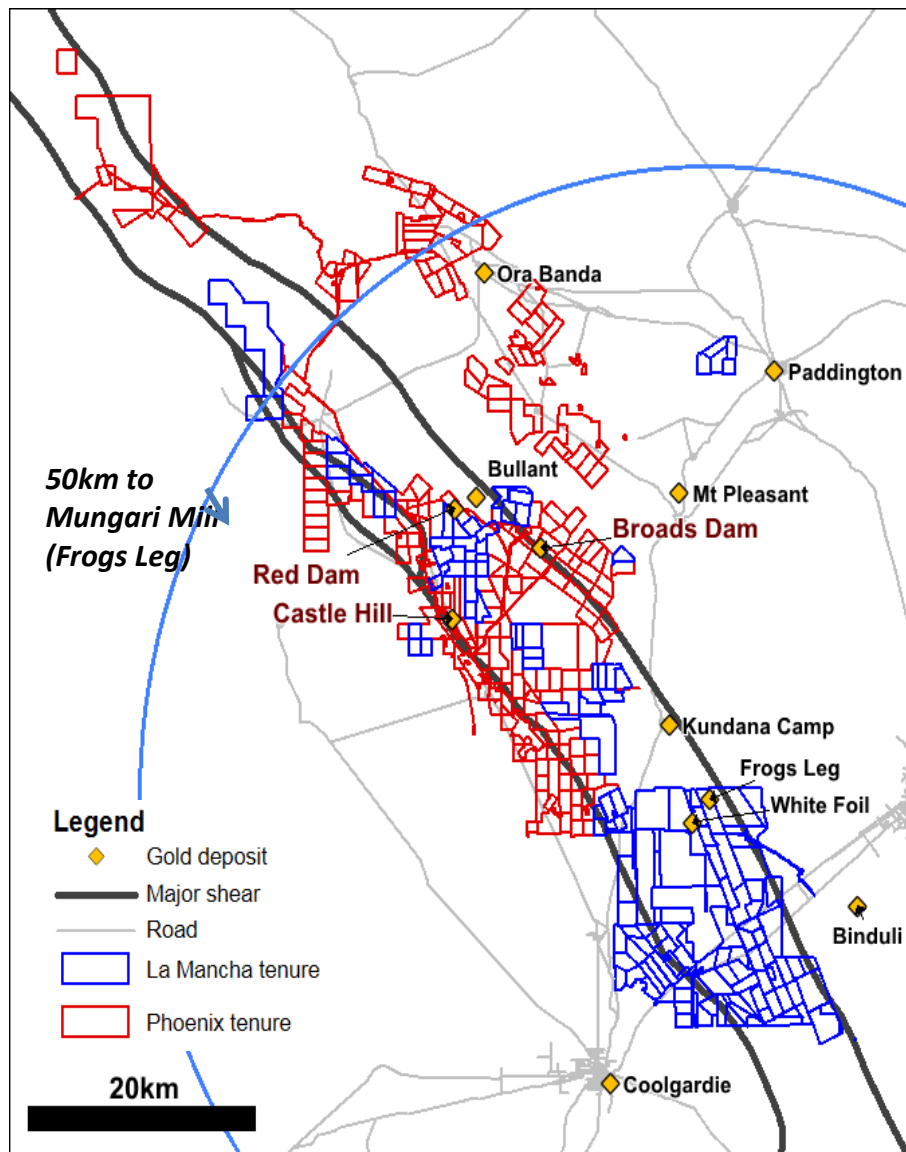 Ora Banda
Paddington
50km to
Mungari Mill
(Frogs Leg)
Bullant
Mt Pleasant
Broads Dam
Red Dam
Castle Hill
Kundana Camp
Frogs Leg
White Foil
Binduli
Coolgardie
Legend
Gold deposit
Major shear
Road
La Mancha tenure
Phoenix tenure
20km